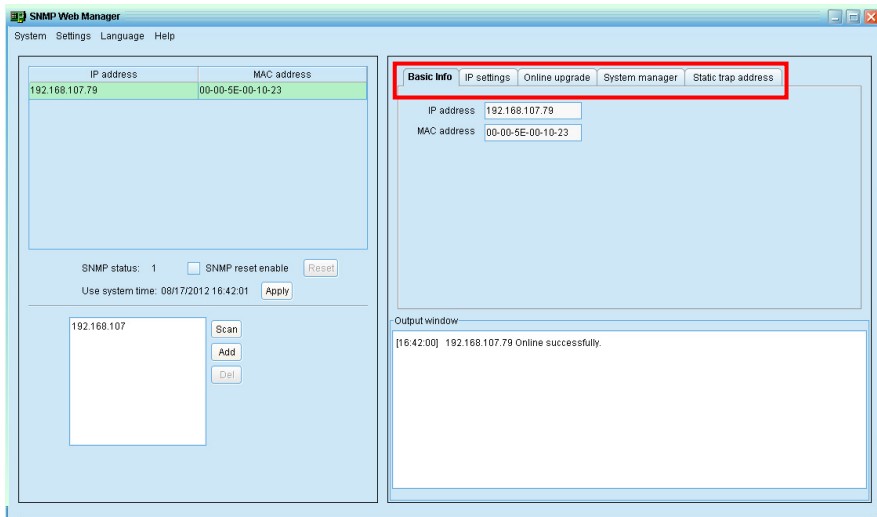 SNMP Web Manager
System Settings Language Help
IP address MAC address
192.168.107.79 00-00-5E-00-10-23
SNMP status: 1 SNMP reset enable Reset
Use system time: 08/17/2012 16:42:01 Apply
192.168.107
Scan
Add
Del
Basic Info IP settings Online upgrade System manager Static trap address
IP address 192.168.107.79
MAC address 00-00-5E-00-10-23
Output window
[16:42:00] 192.168.107.79 Online successfully.